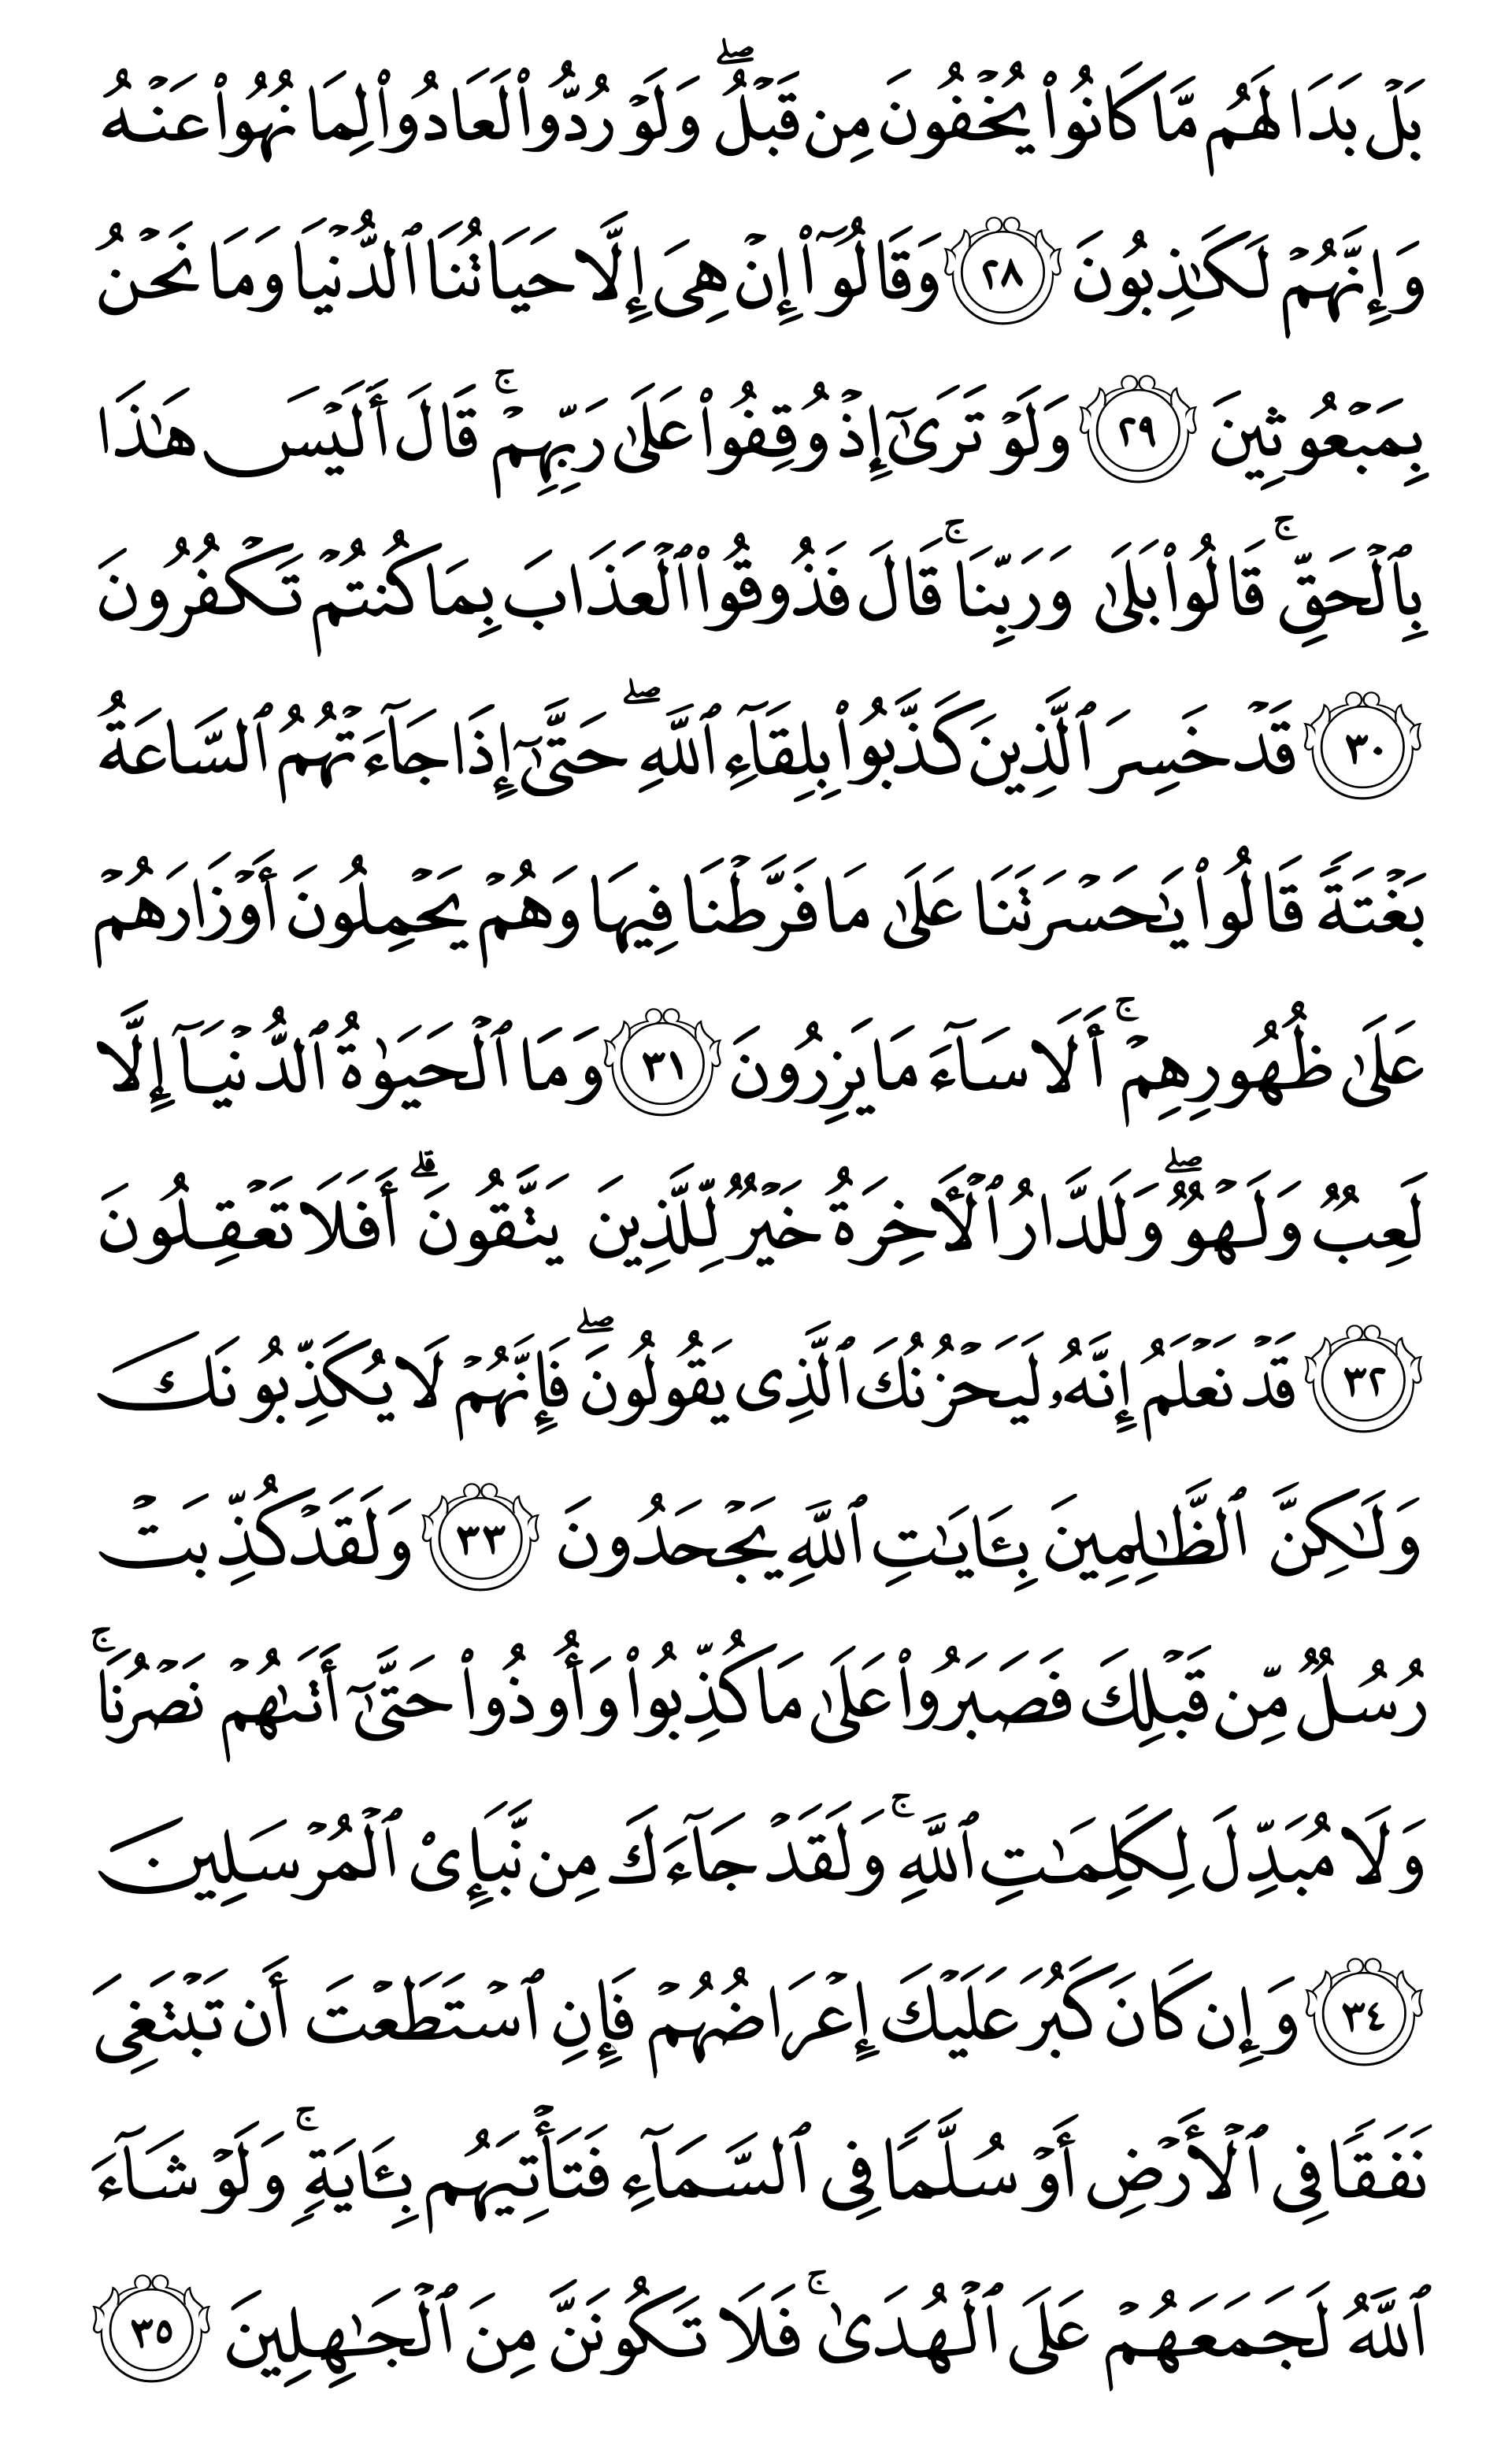 بَلۡ بَدَا لَهُم مَّا كَانُواْ يُخۡفُونَ مِن قَبۡلُۖ وَلَوۡ رُدُّواْ لَعَادُواْ لِمَا نُهُواْ عَنۡهُ
وَإِنَّهُمۡ لَكَٰذِبُونَ ٢٨ وَقَالُوٓاْ إِنۡ هِيَ إِلَّا حَيَاتُنَا ٱلدُّنۡيَا وَمَا نَحۡنُ
بِمَبۡعُوثِينَ ٢٩ وَلَوۡ تَرَىٰٓ إِذۡ وُقِفُواْ عَلَىٰ رَبِّهِمۡۚ قَالَ أَلَيۡسَ هَٰذَا
بِٱلۡحَقِّۚ قَالُواْ بَلَىٰ وَرَبِّنَاۚ قَالَ فَذُوقُواْ ٱلۡعَذَابَ بِمَا كُنتُمۡ تَكۡفُرُونَ
٣٠ قَدۡ خَسِرَ ٱلَّذِينَ كَذَّبُواْ بِلِقَآءِ ٱللَّهِۖ حَتَّىٰٓ إِذَا جَآءَتۡهُمُ ٱلسَّاعَةُ
بَغۡتَةٗ قَالُواْ يَٰحَسۡرَتَنَا عَلَىٰ مَا فَرَّطۡنَا فِيهَا وَهُمۡ يَحۡمِلُونَ أَوۡزَارَهُمۡ
عَلَىٰ ظُهُورِهِمۡۚ أَلَا سَآءَ مَا يَزِرُونَ ٣١ وَمَا ٱلۡحَيَوٰةُ ٱلدُّنۡيَآ إِلَّا
لَعِبٞ وَلَهۡوٞۖ وَلَلدَّارُ ٱلۡأٓخِرَةُ خَيۡرٞ لِّلَّذِينَ يَتَّقُونَۚ أَفَلَا تَعۡقِلُونَ
٣٢ قَدۡ نَعۡلَمُ إِنَّهُۥ لَيَحۡزُنُكَ ٱلَّذِي يَقُولُونَۖ فَإِنَّهُمۡ لَا يُكَذِّبُونَكَ
وَلَٰكِنَّ ٱلظَّٰلِمِينَ بِـَٔايَٰتِ ٱللَّهِ يَجۡحَدُونَ ٣٣ وَلَقَدۡ كُذِّبَتۡ
رُسُلٞ مِّن قَبۡلِكَ فَصَبَرُواْ عَلَىٰ مَا كُذِّبُواْ وَأُوذُواْ حَتَّىٰٓ أَتَىٰهُمۡ نَصۡرُنَاۚ
وَلَا مُبَدِّلَ لِكَلِمَٰتِ ٱللَّهِۚ وَلَقَدۡ جَآءَكَ مِن نَّبَإِيْ ٱلۡمُرۡسَلِينَ
٣٤ وَإِن كَانَ كَبُرَ عَلَيۡكَ إِعۡرَاضُهُمۡ فَإِنِ ٱسۡتَطَعۡتَ أَن تَبۡتَغِيَ
نَفَقٗا فِي ٱلۡأَرۡضِ أَوۡ سُلَّمٗا فِي ٱلسَّمَآءِ فَتَأۡتِيَهُم بِـَٔايَةٖۚ وَلَوۡ شَآءَ
ٱللَّهُ لَجَمَعَهُمۡ عَلَى ٱلۡهُدَىٰۚ فَلَا تَكُونَنَّ مِنَ ٱلۡجَٰهِلِينَ ٣٥